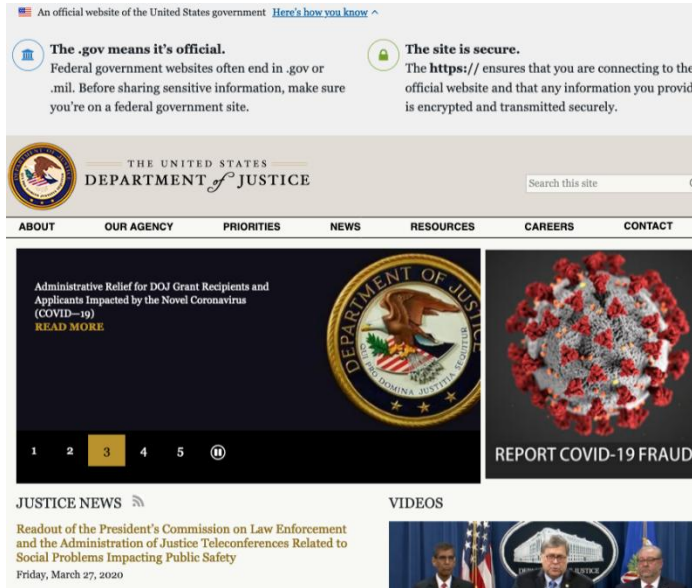 An official website of the United States government Here's how you know
The .gov means it's official.
Federal government websites often end in .gov or
.mil. Before sharing sensitive information, make sure
you're on a federal government site.
The site is secure.
The https:// ensures that you are connecting to the
official website and that any information you provid
is encrypted and transmitted securely.
THE UNITED STATES
DEPARTMENT of JUSTICE
Search this site
ABOUT OUR AGENCY PRIORITIES NEWS RESOURCES CAREERS CONTACT
Administrative Relief for DOJ Grant Recipients and
Applicants Impacted by the Novel Coronavirus
(COVID—19)
READ MORE
DEPARTMENT OF JUSTICE
QUI PRO DOMINA JUSTITIA SEQUITUR
1 2 3 4 5
REPORT COVID-19 FRAUD
JUSTICE NEWS
Readout of the President's Commission on Law Enforcement
and the Administration of Justice Teleconferences Related to
Social Problems Impacting Public Safety
Friday, March 27, 2020
VIDEOS